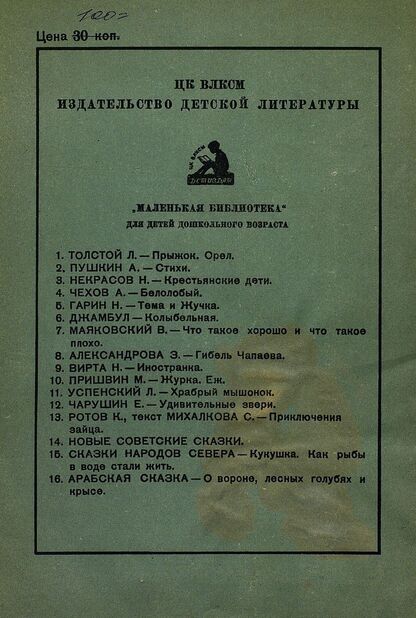 100=
Цена 30 коп.
ЦК ВЛКСМ
ИЗДАТЕЛЬСТВО ДЕТСКОЙ ЛИТЕРАТУРЫ
ЦК ВЛКСМ
ДЕТИЗДАТ
„МАЛЕНЬКАЯ БИБЛИОТЕКА“
ДЛЯ ДЕТЕЙ ДОШКОЛЬНОГО ВОЗРАСТА
1. ТОЛСТОЙ Л. — Прыжок. Орел.
2. ПУШКИН А. — Стихи.
3. НЕКРАСОВ Н. — Крестьянские дети.
4. ЧЕХОВ А. — Белолобый.
5. ГАРИН Н. — Тема и Жучка.
6. ДЖАМБУЛ — Колыбельная.
7. МАЯКОВСКИЙ В. — Что такое хорошо и что такое
плохо.
8. АЛЕКСАНДРОВА З. — Гибель Чапаева.
9. ВИРТА Н. — Иностранка.
10. ПРИШВИН М. — Журка. Еж.
11. УСПЕНСКИЙ Л. — Храбрый мышонок.
12. ЧАРУШИН Е. — Удивительные звери.
13. РОТОВ К., текст МИХАЛКОВА С. — Приключения
зайца.
14. НОВЫЕ СОВЕТСКИЕ СКАЗКИ.
15. СКАЗКИ НАРОДОВ СЕВЕРА — Кукушка. Как рыбы
в воде стали жить.
16. АРАБСКАЯ СКАЗКА — О вороне, лесных голубях и
крысе.